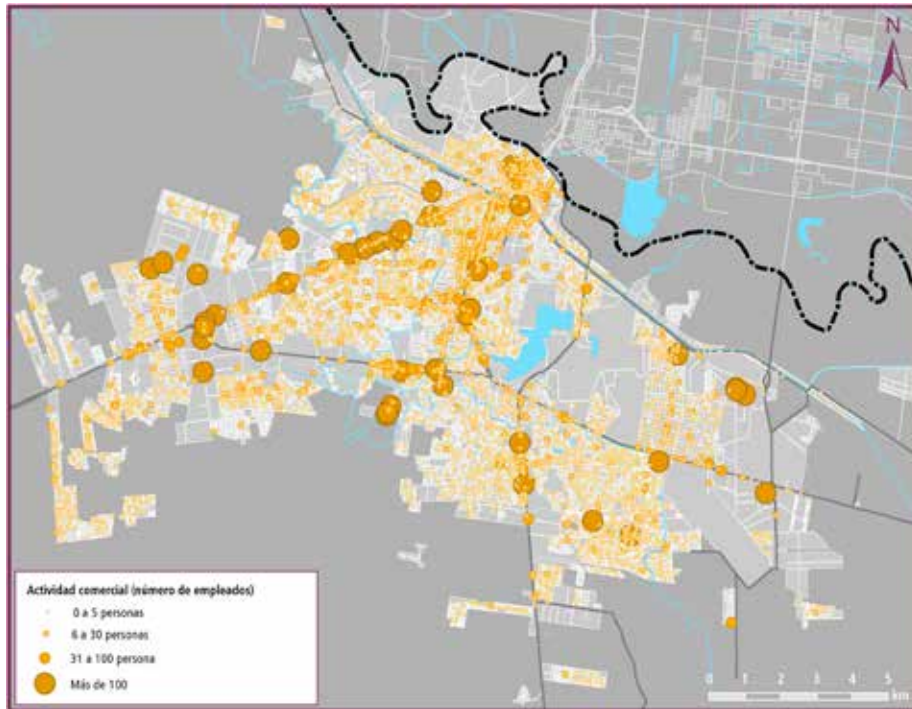 N
Actividad comercial (número de empleados)
0 a 5 personas
6 a 30 personas
31 a 100 persona
Más de 100
0 1 2 3 4 5
km